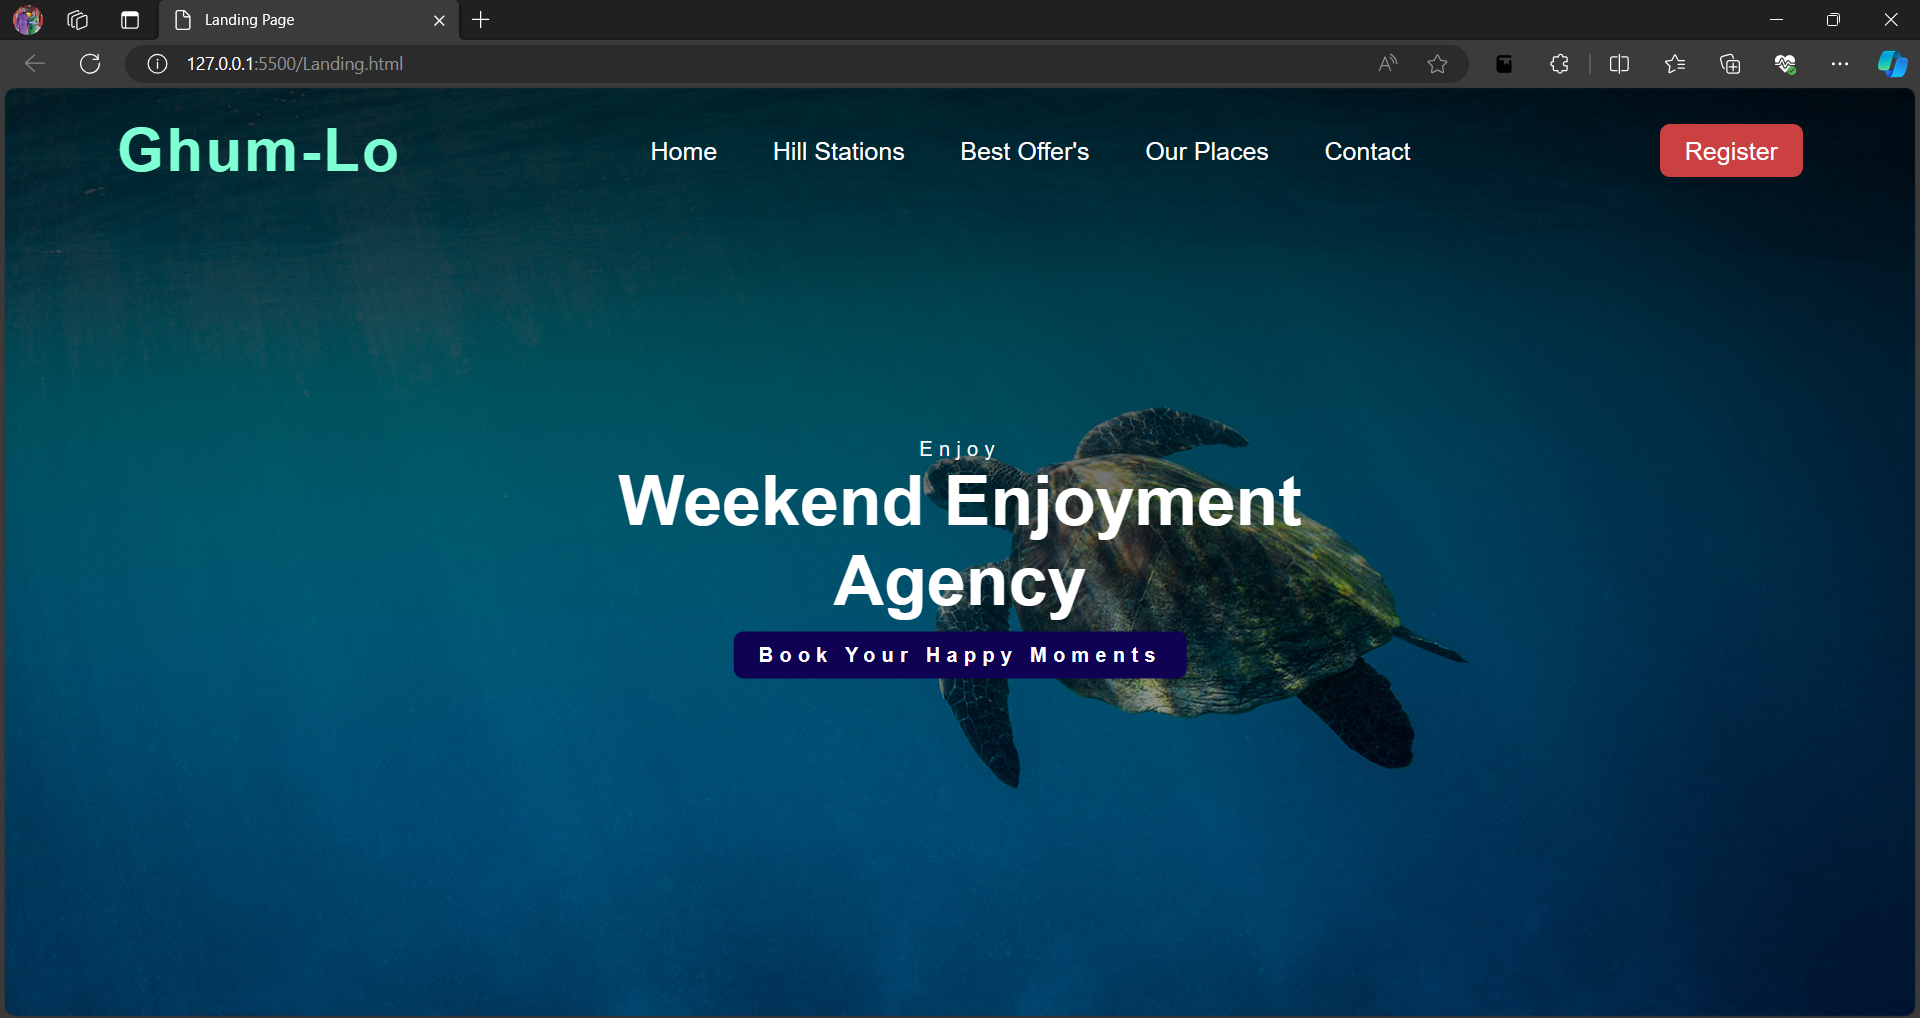 Landing Page
127.0.0.1:5500/Landing.html
Ghum-Lo
Home
Hill Stations
Best Offer's
Our Places
Contact
Register
Enjoy
Weekend Enjoyment
Agency
Book Your Happy Moments